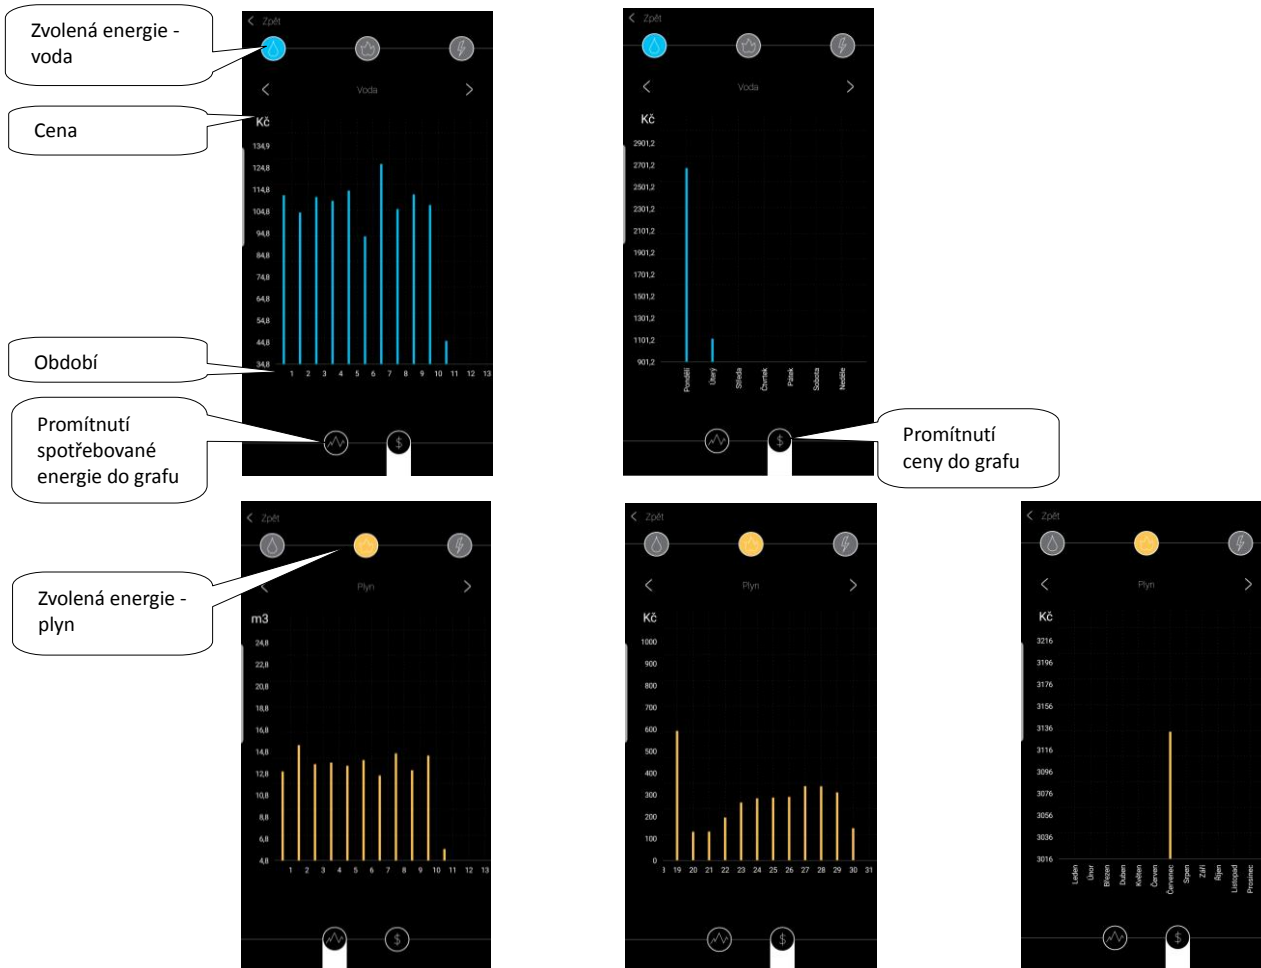 Zvolená energie -
voda
Cena
Období
Promítnutí
spotřebované
energie do grafu
Zpět
Voda
Kč
134,9
124,8
114,8
104,8
94,8
84,8
74,8
64,8
54,8
44,8
34,8
1 2 3 4 5 6 7 8 9 10 11 12 13
$
Zpět
Voda
Kč
2901,2
2701,2
2501,2
2301,2
2101,2
1901,2
1701,2
1501,2
1301,2
1101,2
901,2
Pondělí
Úterý
Středa
Čtvrtek
Pátek
Sobota
Neděle
$
Promítnutí
ceny do grafu
Zvolená energie -
plyn
Zpět
Plyn
m3
24,8
22,8
20,8
18,8
16,8
14,8
12,8
10,8
8,8
6,8
4,8
1 2 3 4 5 6 7 8 9 10 11 12 13
$
Zpět
Plyn
Kč
1000
900
800
700
600
500
400
300
200
100
0
19 20 21 22 23 24 25 26 27 28 29 30 31
$
Zpět
Plyn
Kč
3216
3196
3176
3156
3136
3116
3096
3076
3056
3036
3016
Leden
Únor
Březen
Duben
Květen
Červen
Červenec
Srpen
Září
Říjen
Listopad
Prosinec
$